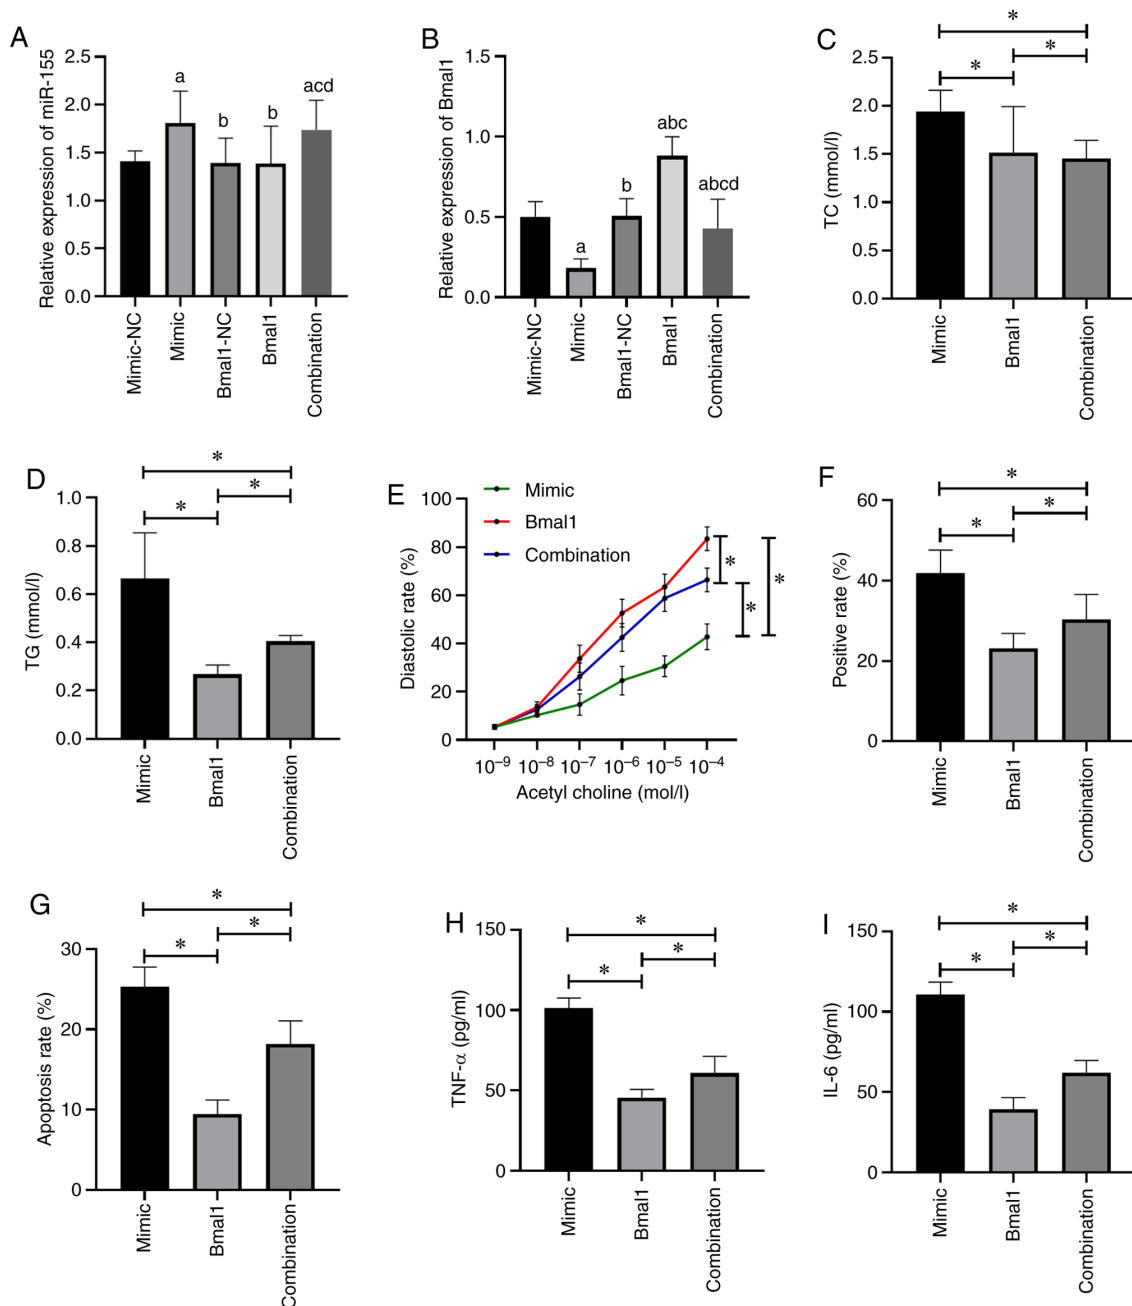 A
Relative expression of miR-155
2.5
2.0
1.5
1.0
0.5
0.0
a
b
b
acd
Mimic-NC
Mimic
Bmal1-NC
Bmal1
Combination
B
Relative expression of Bmal1
1.5
1.0
0.5
0.0
a
b
abc
abcd
Mimic-NC
Mimic
Bmal1-NC
Bmal1
Combination
C
TC (mmol/l)
2.5
2.0
1.5
1.0
0.5
0.0
*
*
*
Mimic
Bmal1
Combination
D
TG (mmol/l)
1.0
0.8
0.6
0.4
0.2
0.0
*
*
*
Mimic
Bmal1
Combination
E
Diastolic rate (%)
100
80
60
40
20
0
Mimic
Bmal1
Combination
*
*
*
10⁻⁹ 10⁻⁸ 10⁻⁷ 10⁻⁶ 10⁻⁵ 10⁻⁴
Acetyl choline (mol/l)
F
Positive rate (%)
60
40
20
0
*
*
*
Mimic
Bmal1
Combination
G
Apoptosis rate (%)
30
20
10
0
*
*
*
Mimic
Bmal1
Combination
H
TNF-α (pg/ml)
150
100
50
0
*
*
*
Mimic
Bmal1
Combination
I
IL-6 (pg/ml)
150
100
50
0
*
*
*
Mimic
Bmal1
Combination